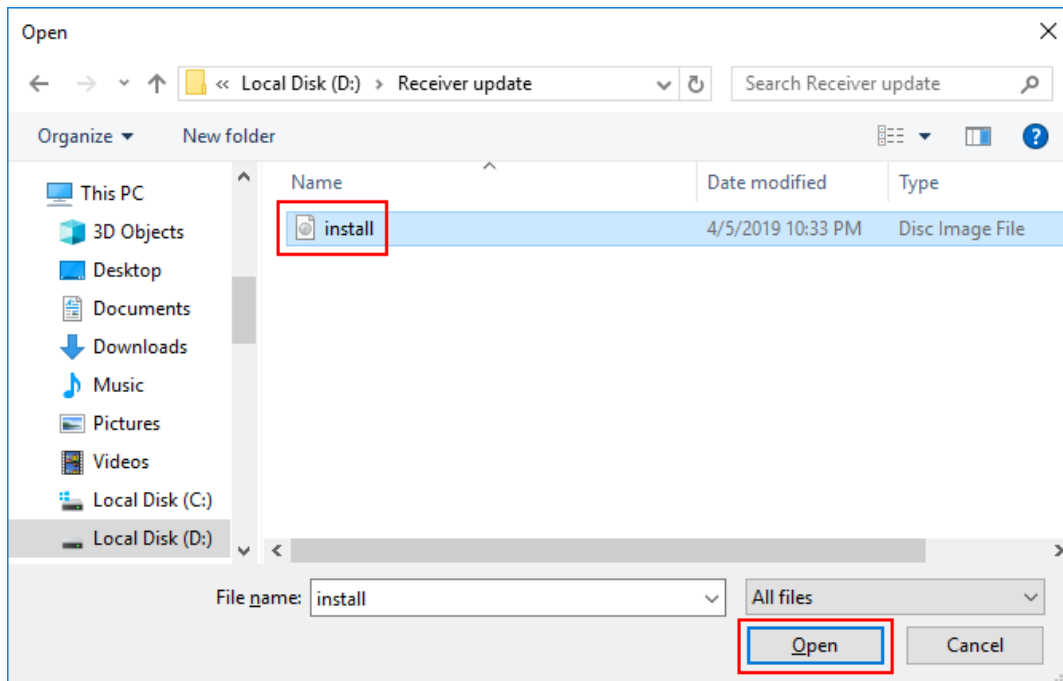 Open
« Local Disk (D:) > Receiver update
Search Receiver update
Organize
New folder
?
This PC
3D Objects
Desktop
Documents
Downloads
Music
Pictures
Videos
Local Disk (C:)
Local Disk (D:)
Name
Date modified
Type
install
4/5/2019 10:33 PM
Disc Image File
File name:
install
All files
Open
Cancel